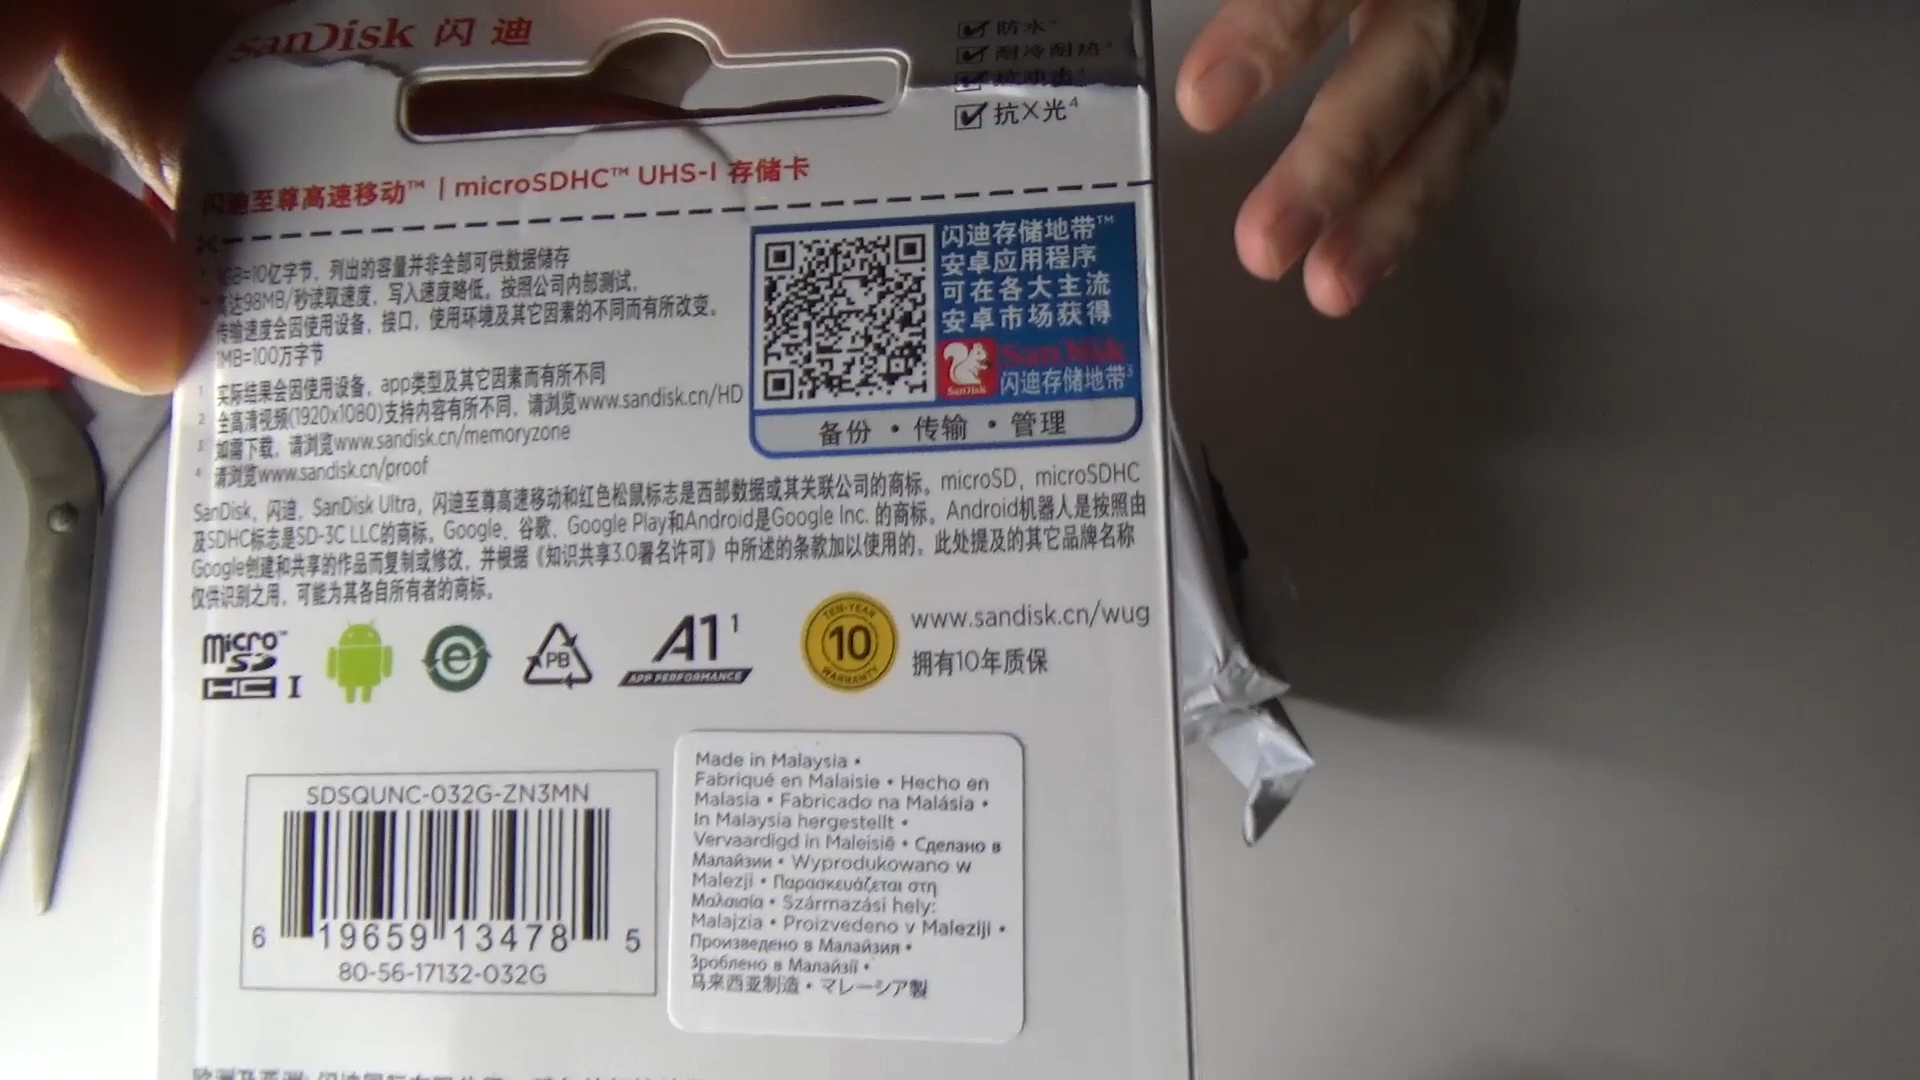 SanDisk 闪迪
防水
耐冷耐热
抗X光4
闪迪至尊高速移动™ | microSDHC™ UHS-I 存储卡
1GB=10亿字节，列出的容量并非全部可供数据储存
高达98MB/秒读取速度，写入速度略低。按照公司内部测试，
传输速度会因使用设备，接口，使用环境及其它因素的不同而有所改变。
1MB=100万字节
1 实际结果会因使用设备，app类型及其它因素而有所不同
2 全高清视频(1920x1080)支持内容有所不同，请浏览www.sandisk.cn/HD
3 如需下载，请浏览www.sandisk.cn/memoryzone
4 请浏览www.sandisk.cn/proof
闪迪存储地带™
安卓应用程序
可在各大主流
安卓市场获得
SanDisk
SanDisk
闪迪存储地带3
备份 • 传输 • 管理
SanDisk，闪迪，SanDisk Ultra，闪迪至尊高速移动和红色松鼠标志是西部数据或其关联公司的商标。microSD，microSDHC
及SDHC标志是SD-3C LLC的商标。Google、谷歌、Google Play和Android是Google Inc. 的商标。Android机器人是按照由
Google创建和共享的作品而复制或修改，并根据《知识共享3.0署名许可》中所述的条款加以使用的。此处提及的其它品牌名称
仅供识别之用，可能为其各自所有者的商标。
micro SD HC I
e
PB
A1 1
APP PERFORMANCE
TEN-YEAR
10
WARRANTY
www.sandisk.cn/wug
拥有10年质保
SDSQUNC-032G-ZN3MN
6 19659 13478 5
80-56-17132-032G
Made in Malaysia •
Fabriqué en Malaisie • Hecho en
Malasia • Fabricado na Malásia •
In Malaysia hergestellt •
Vervaardigd in Maleisië • Сделано в
Малайзии • Wyprodukowano w
Malezji • Παρασκευάζεται στη
Μαλαισία • Származási hely:
Malajzia • Proizvedeno v Maleziji •
Произведено в Малайзия •
Зроблено в Малайзії •
马来西亚制造 • マレーシア製